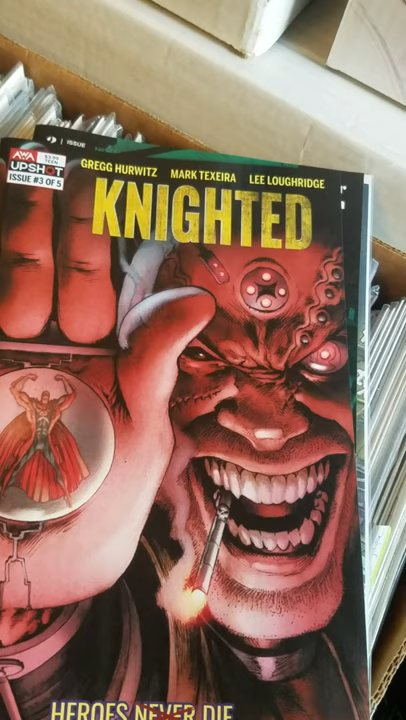 ISSUE
AWA
$3.99
TEEN
UPSHOT
ISSUE #3 OF 5
GREGG HURWITZ MARK TEXEIRA LEE LOUGHRIDGE
KNIGHTED
HEROES NEVER DIE